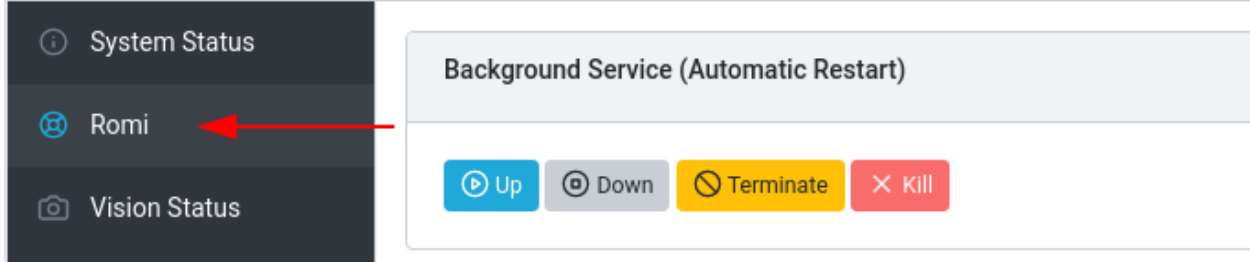 System Status
Romi
Vision Status
Background Service (Automatic Restart)
Up Down Terminate Kill